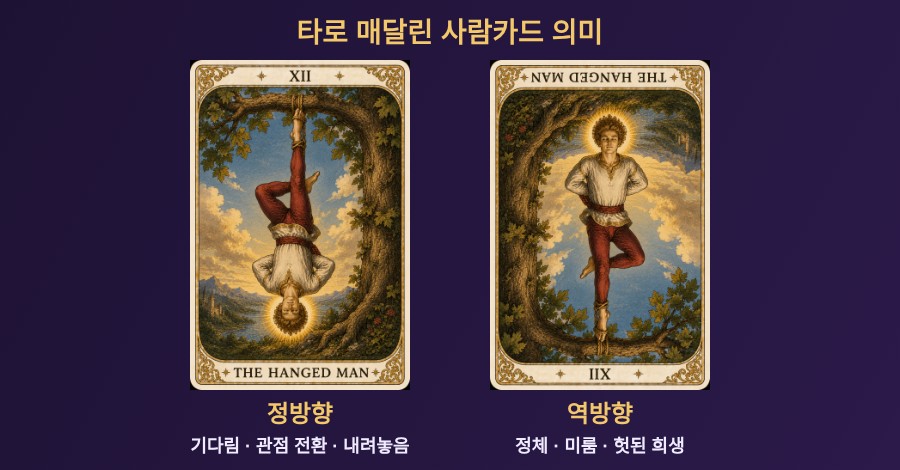 타로 매달린 사람카드 의미
XII
THE HANGED MAN
정방향
기다림 · 관점 전환 · 내려놓음
THE HANGED MAN
XII
역방향
정체 · 미룸 · 헛된 희생